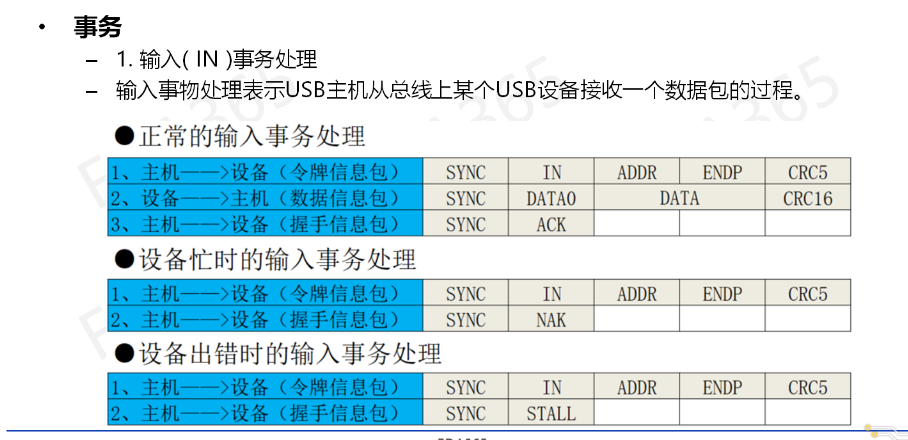 • 事务
– 1. 输入( IN )事务处理
– 输入事物处理表示USB主机从总线上某个USB设备接收一个数据包的过程。
●正常的输入事务处理
1、主机——>设备（令牌信息包） SYNC IN ADDR ENDP CRC5
2、设备——>主机（数据信息包） SYNC DATA0 DATA CRC16
3、主机——>设备（握手信息包） SYNC ACK
●设备忙时的输入事务处理
1、主机——>设备（令牌信息包） SYNC IN ADDR ENDP CRC5
2、主机——>设备（握手信息包） SYNC NAK
●设备出错时的输入事务处理
1、主机——>设备（令牌信息包） SYNC IN ADDR ENDP CRC5
2、主机——>设备（握手信息包） SYNC STALL